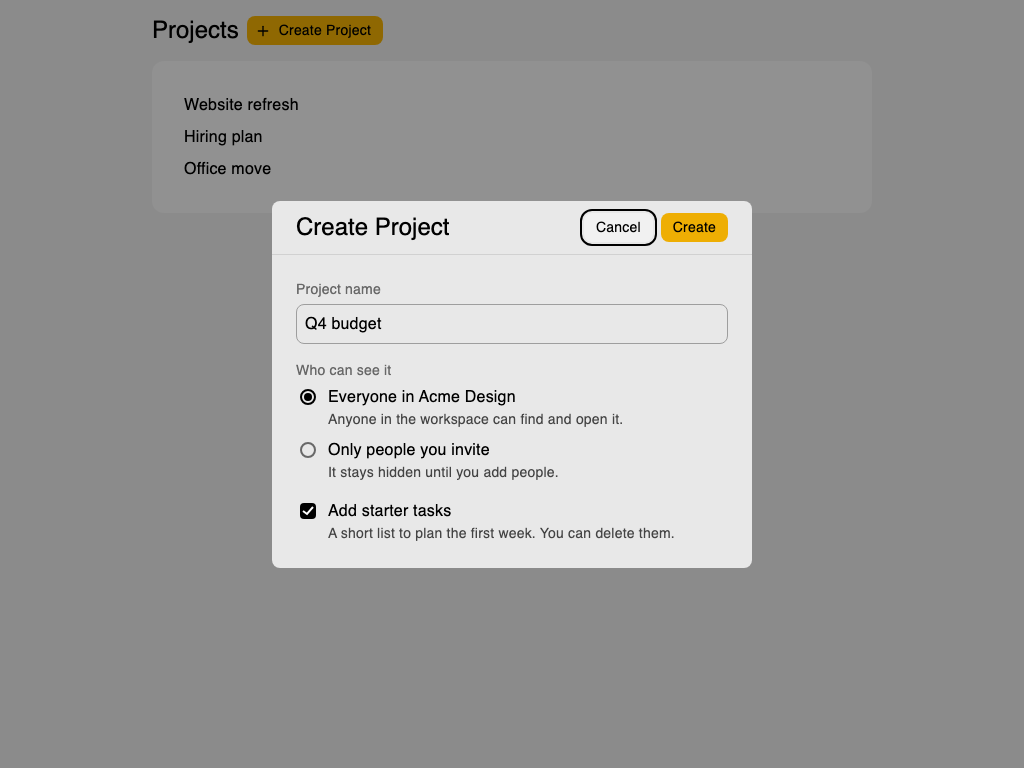 Projects
+ Create Project
Website refresh
Hiring plan
Office move
Create Project
Cancel
Create
Project name
Q4 budget
Who can see it
Everyone in Acme Design
Anyone in the workspace can find and open it.
Only people you invite
It stays hidden until you add people.
Add starter tasks
A short list to plan the first week. You can delete them.